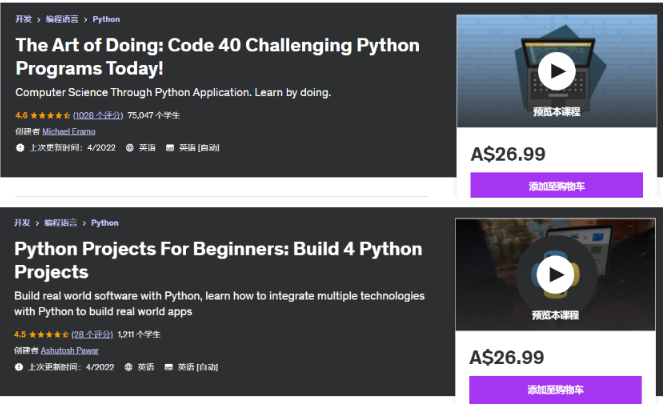 开发 > 编程语言 > Python
The Art of Doing: Code 40 Challenging Python
Programs Today!
Computer Science Through Python Application. Learn by doing.
4.6 (1028 个评分) 75,047 个学生
创建者 Michael Eramo
上次更新时间: 4/2022 英语 英语 [自动]
预览本课程
A$26.99
添加至购物车
开发 > 编程语言 > Python
Python Projects For Beginners: Build 4 Python
Projects
Build real world software with Python, learn how to integrate multiple technologies
with Python to build real world apps
4.5 (28 个评分) 1,211 个学生
创建者 Ashutosh Pawar
上次更新时间: 4/2022 英语 英语 [自动]
预览本课程
A$26.99
添加至购物车